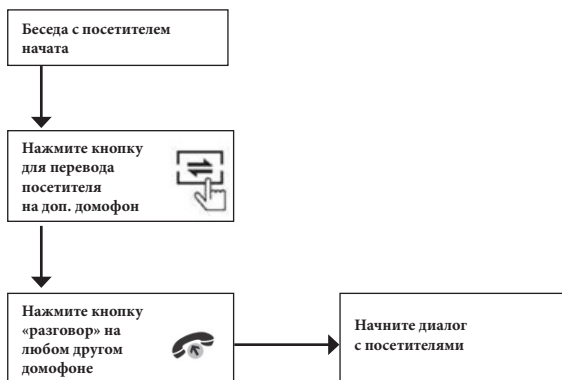 Беседа с посетителем
начата
Нажмите кнопку
для перевода
посетителя
на доп. домофон
Нажмите кнопку
«разговор» на
любом другом
домофоне
Начните диалог
с посетителями